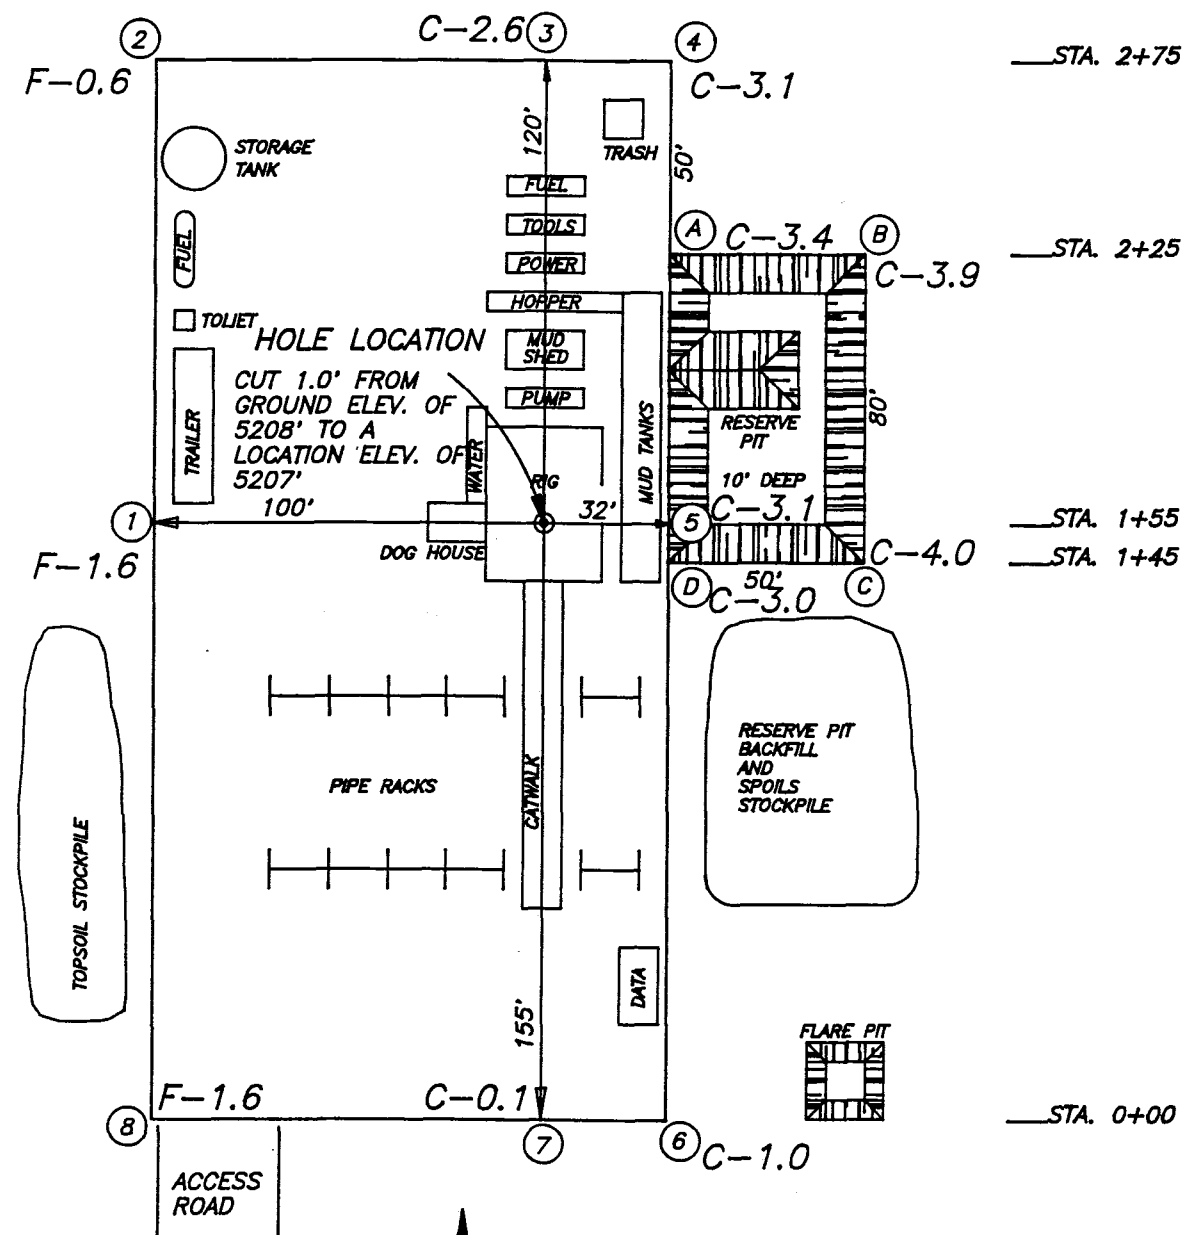 2
C-2.6
3
4
STA. 2+75
F-0.6
C-3.1
120'
TRASH
STORAGE
TANK
50'
FUEL
TOOLS
A
C-3.4
B
STA. 2+25
FUEL
POWER
C-3.9
HOPPER
TOLIET
HOLE LOCATION
MUD
SHED
CUT 1.0' FROM
GROUND ELEV. OF
5208' TO A
LOCATION ELEV. OF
5207'
PUMP
TRAILER
WATER
MUD TANKS
RESERVE
PIT
80'
RIG
10' DEEP
1
100'
32'
5
C-3.1
STA. 1+55
F-1.6
DOG HOUSE
C-4.0
STA. 1+45
D
50'
C
C-3.0
RESERVE PIT
BACKFILL
AND
SPOILS
STOCKPILE
PIPE RACKS
CATWALK
TOPSOIL STOCKPILE
DATA
155'
FLARE PIT
F-1.6
C-0.1
STA. 0+00
8
7
6
C-1.0
ACCESS
ROAD